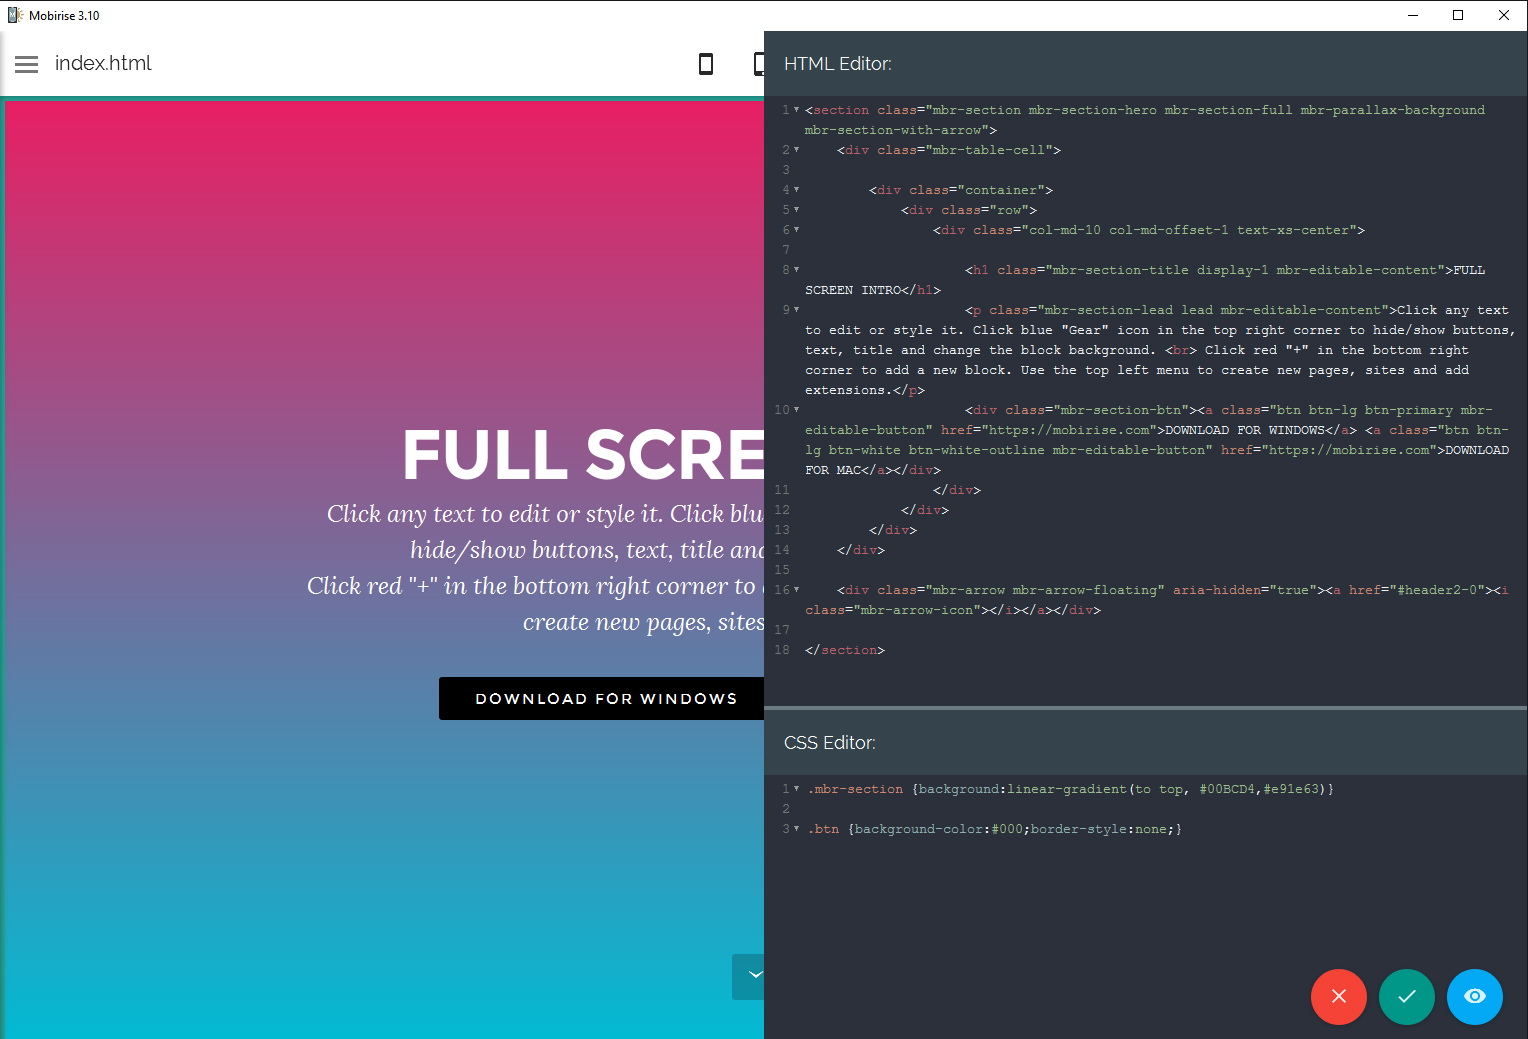 Mobirise 3.10
index.html
FULL SCRE
Click any text to edit or style it. Click blu
hide/show buttons, text, title and
Click red "+" in the bottom right corner to
create new pages, sites
DOWNLOAD FOR WINDOWS
HTML Editor:
1 <section class="mbr-section mbr-section-hero mbr-section-full mbr-parallax-background
mbr-section-with-arrow">
2 <div class="mbr-table-cell">
3
4 <div class="container">
5 <div class="row">
6 <div class="col-md-10 col-md-offset-1 text-xs-center">
7
8 <h1 class="mbr-section-title display-1 mbr-editable-content">FULL
SCREEN INTRO</h1>
9 <p class="mbr-section-lead lead mbr-editable-content">Click any text
to edit or style it. Click blue "Gear" icon in the top right corner to hide/show buttons,
text, title and change the block background. <br> Click red "+" in the bottom right
corner to add a new block. Use the top left menu to create new pages, sites and add
extensions.</p>
10 <div class="mbr-section-btn"><a class="btn btn-lg btn-primary mbr-
editable-button" href="https://mobirise.com">DOWNLOAD FOR WINDOWS</a> <a class="btn btn-
lg btn-white btn-white-outline mbr-editable-button" href="https://mobirise.com">DOWNLOAD
FOR MAC</a></div>
11 </div>
12 </div>
13 </div>
14 </div>
15
16 <div class="mbr-arrow mbr-arrow-floating" aria-hidden="true"><a href="#header2-0"><i
class="mbr-arrow-icon"></i></a></div>
17
18 </section>
CSS Editor:
1 .mbr-section {background:linear-gradient(to top, #00BCD4,#e91e63)}
2
3 .btn {background-color:#000;border-style:none;}